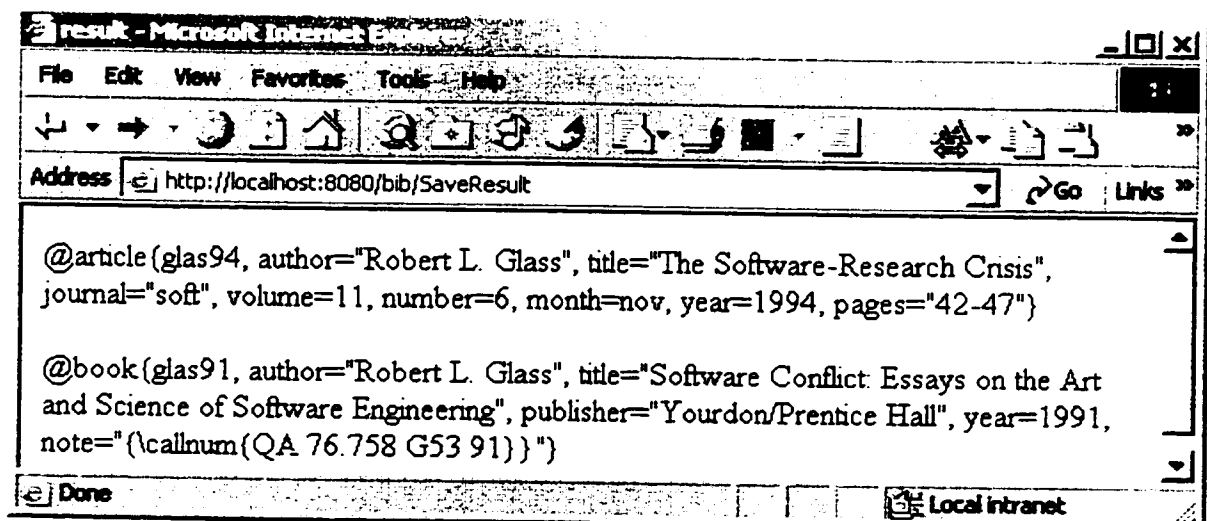 result - Microsoft Internet Explorer
File Edit View Favorites Tools Help
Address http://localhost:8080/bib/SaveResult Go Links »
@article{glas94, author="Robert L. Glass", title="The Software-Research Crisis",
journal="soft", volume=11, number=6, month=nov, year=1994, pages="42-47"}
@book{glas91, author="Robert L. Glass", title="Software Conflict: Essays on the Art
and Science of Software Engineering", publisher="Yourdon/Prentice Hall", year=1991,
note="{\callnum{QA 76.758 G53 91}}"}
Done Local intranet